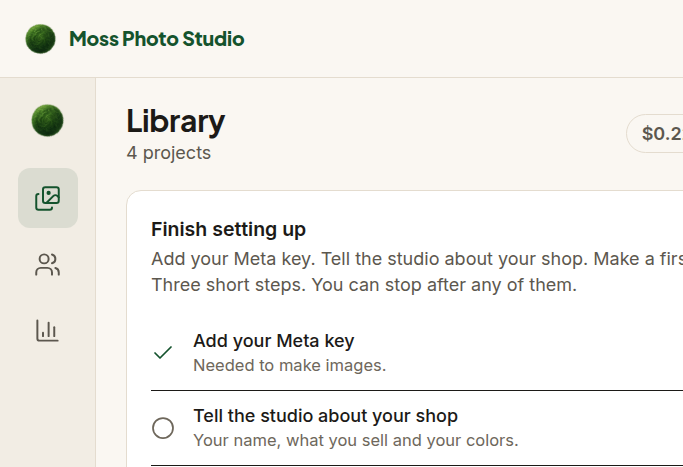 Moss Photo Studio
Library
4 projects
$0.2
Finish setting up
Add your Meta key. Tell the studio about your shop. Make a firs
Three short steps. You can stop after any of them.
Add your Meta key
Needed to make images.
Tell the studio about your shop
Your name, what you sell and your colors.